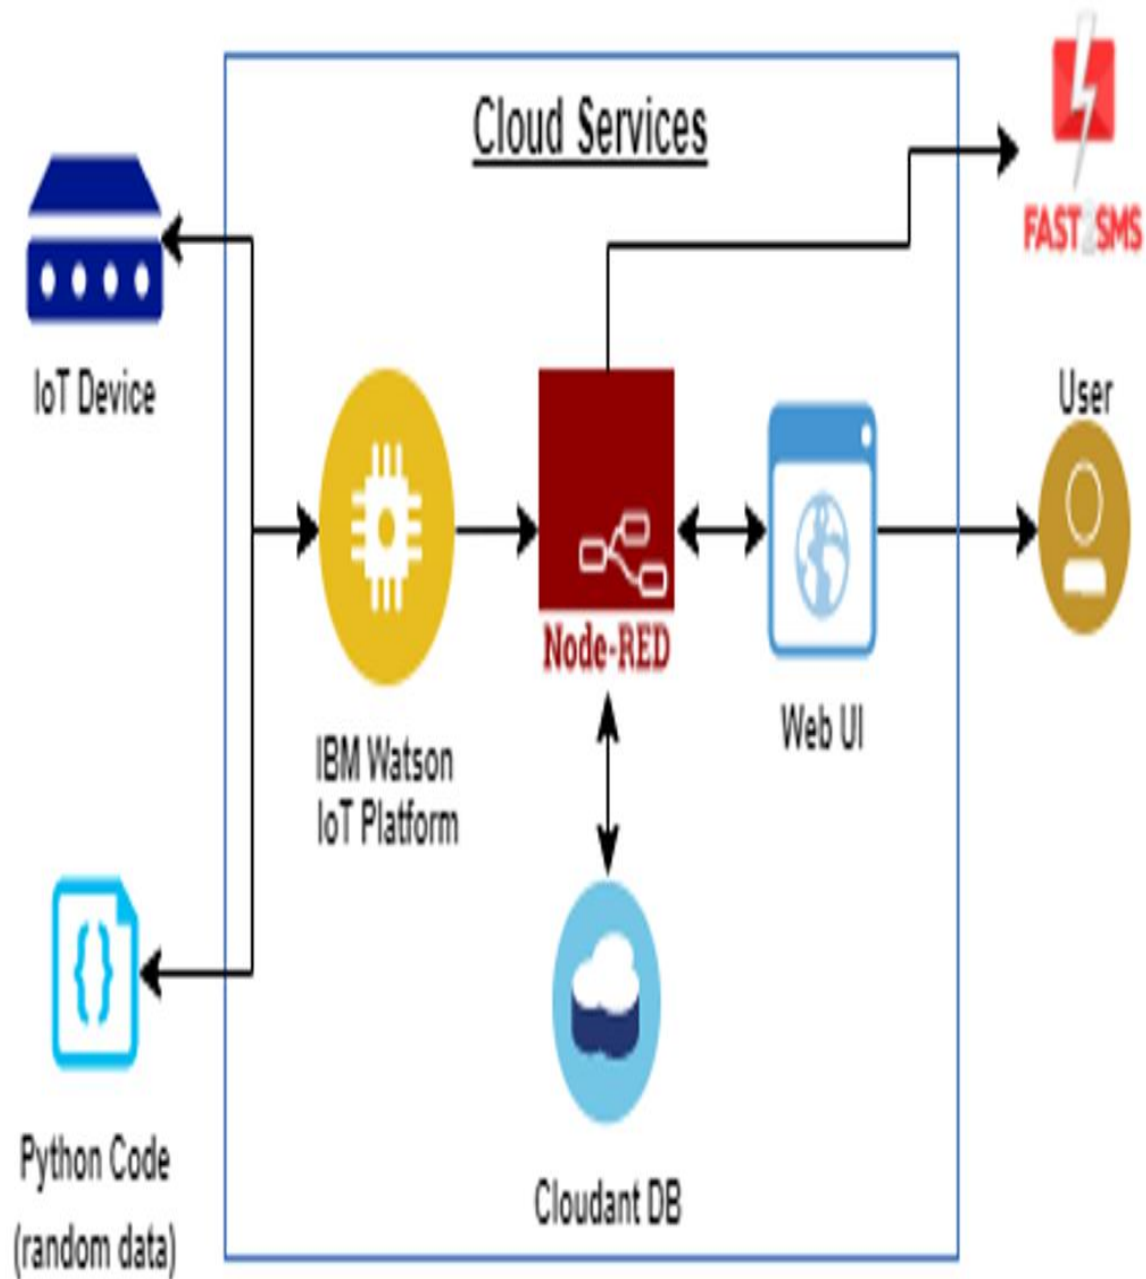 Cloud Services
FAST2SMS
IoT Device
User
Node-RED
Web UI
IBM Watson
IoT Platform
Python Code
(random data)
Cloudant DB